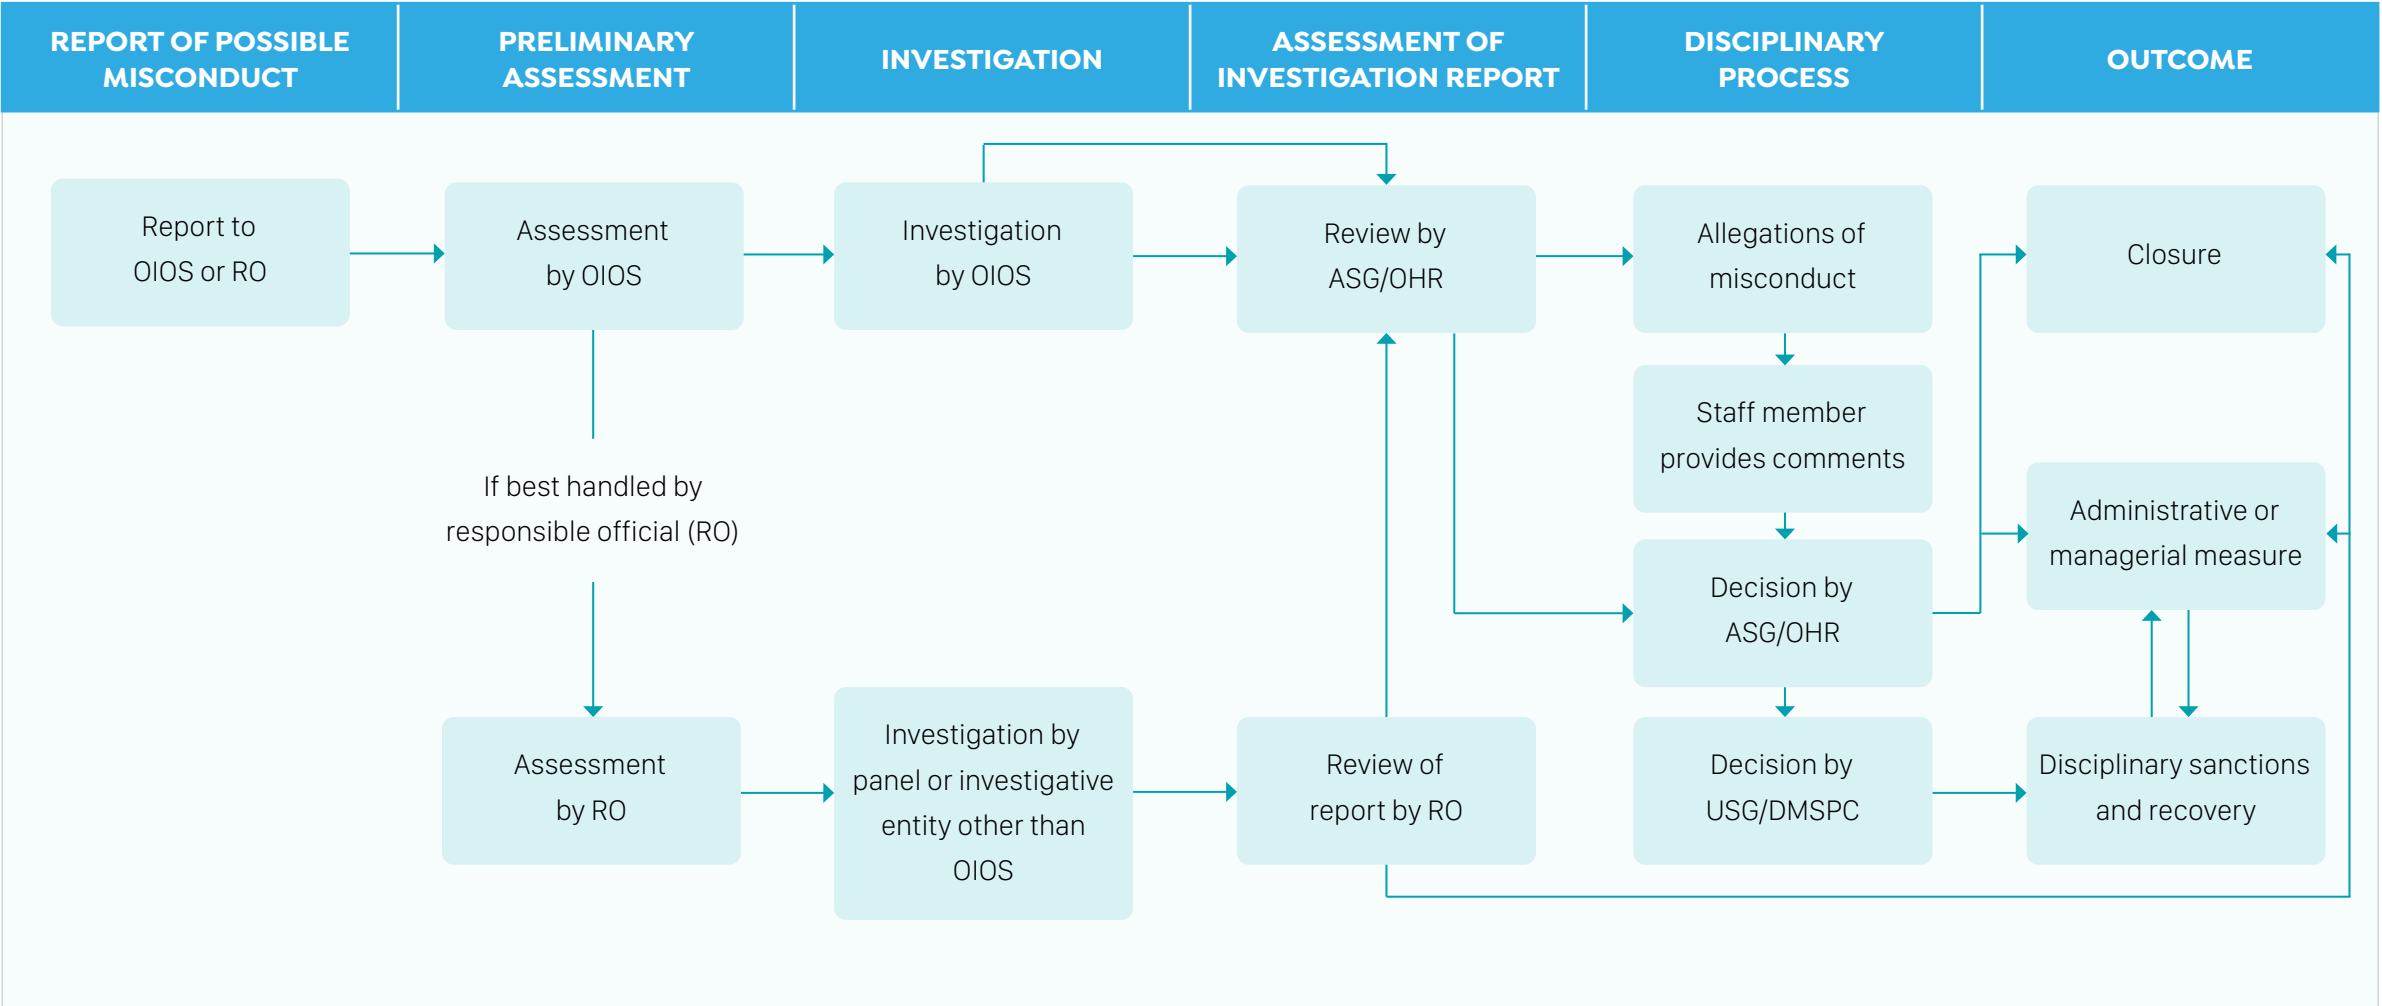 REPORT OF POSSIBLE
MISCONDUCT
PRELIMINARY
ASSESSMENT
INVESTIGATION
ASSESSMENT OF
INVESTIGATION REPORT
DISCIPLINARY
PROCESS
OUTCOME
Report to
OIOS or RO
Assessment
by OIOS
Investigation
by OIOS
Review by
ASG/OHR
Allegations of
misconduct
Closure
Staff member
provides comments
If best handled by
responsible official (RO)
Administrative or
managerial measure
Decision by
ASG/OHR
Assessment
by RO
Investigation by
panel or investigative
entity other than
OIOS
Review of
report by RO
Decision by
USG/DMSPC
Disciplinary sanctions
and recovery